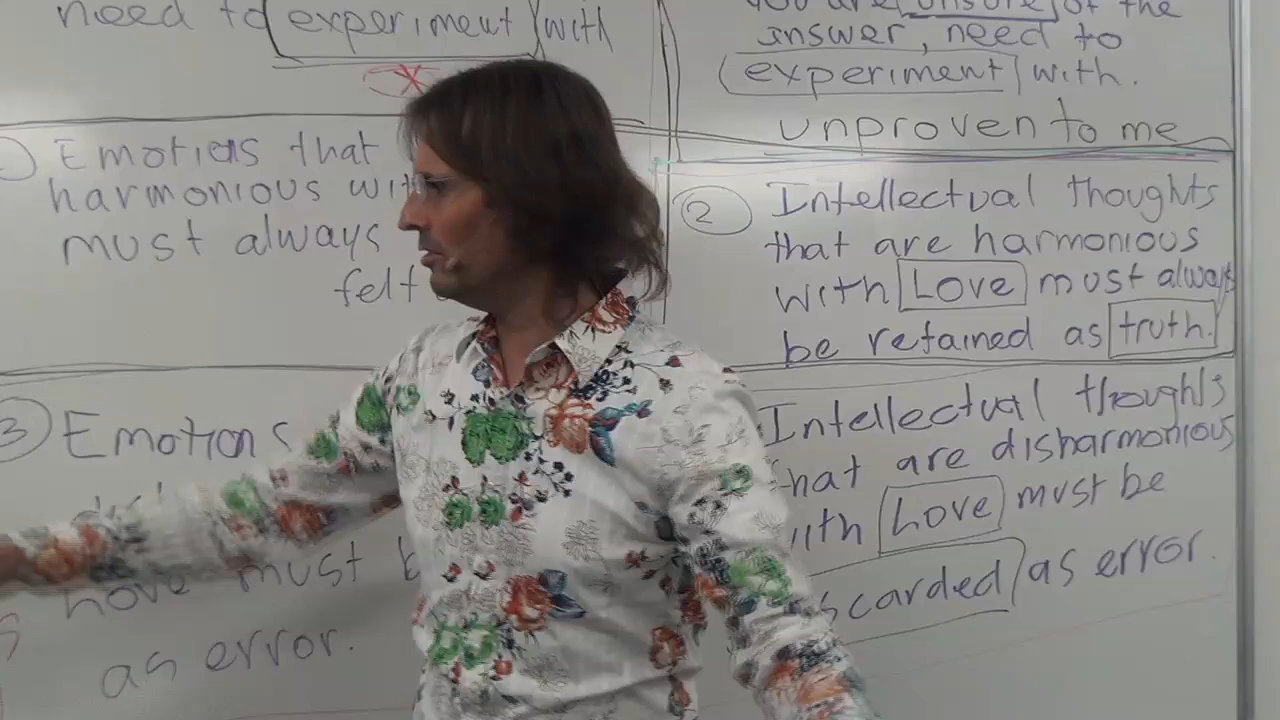 need to experiment with
Emotions that
harmonious with
must always
felt
3 Emotions
Love must b
as error.
you are unsure of the
answer, need to
experiment with.
unproven to me
2 Intellectual thoughts
that are harmonious
with Love must always
be retained as truth.
Intellectual thoughts
that are disharmonious
with Love must be
scarded as error.